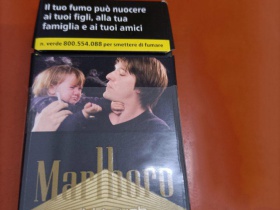 Il tuo fumo può nuocere
ai tuoi figli, alla tua
famiglia e ai tuoi amici
n. verde 800.554.088 per smettere di fumare
Marlboro